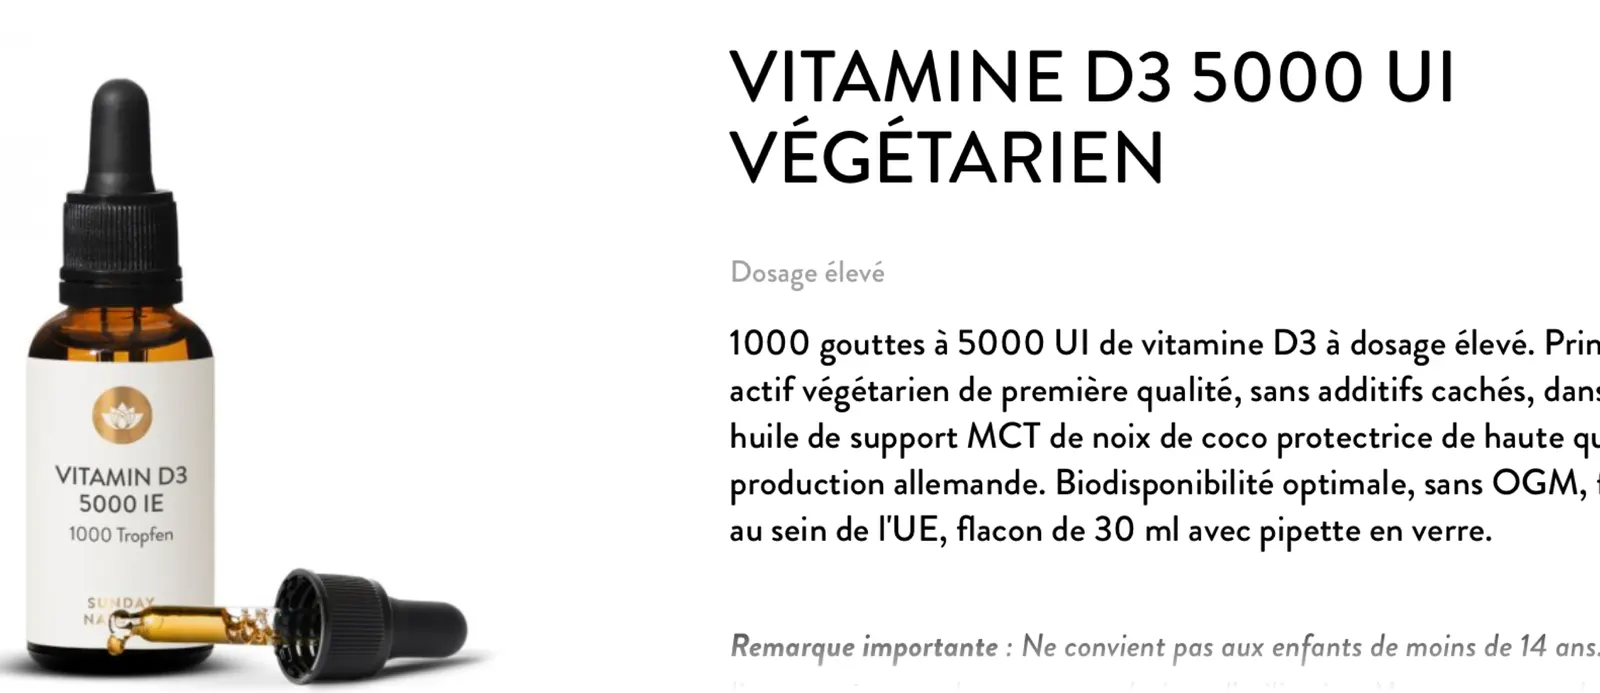 VITAMINE D3 5000 UI
VÉGÉTARIEN
Dosage élevé
1000 gouttes à 5000 UI de vitamine D3 à dosage élevé.
actif végétarien de première qualité, sans additifs cachés,
huile de support MCT de noix de coco protectrice de haute
production allemande. Biodisponibilité optimale, sans OGM,
au sein de l'UE, flacon de 30 ml avec pipette en verre.
Remarque importante : Ne convient pas aux enfants de moins de 14 ans.
VITAMIN D3
5000 IE
1000 Tropfen
SUNDAY